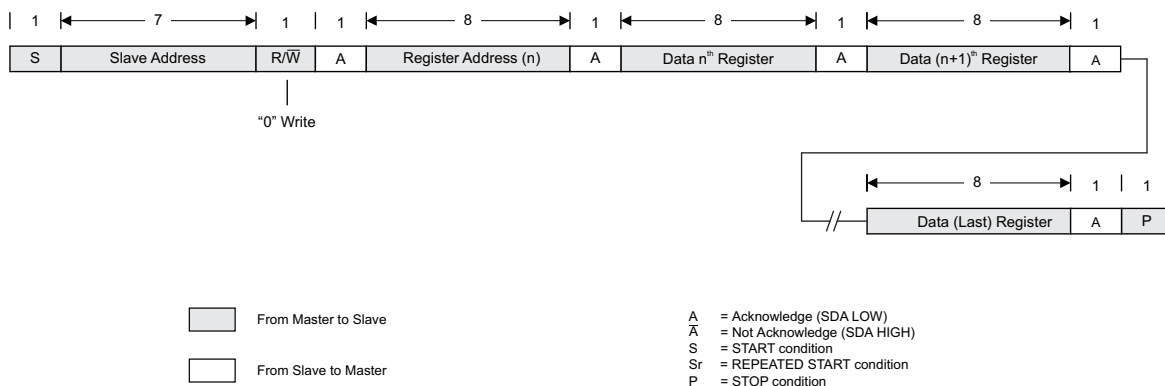 1 7 1 1 8 1 8 1 8 1
S Slave Address R/W̅ A Register Address (n) A Data nth Register A Data (n+1)th Register A
“0” Write
8 1 1
Data (Last) Register A P
From Master to Slave
From Slave to Master
A = Acknowledge (SDA LOW)
A̅ = Not Acknowledge (SDA HIGH)
S = START condition
Sr = REPEATED START condition
P = STOP condition